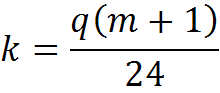 k = q(m + 1)/24